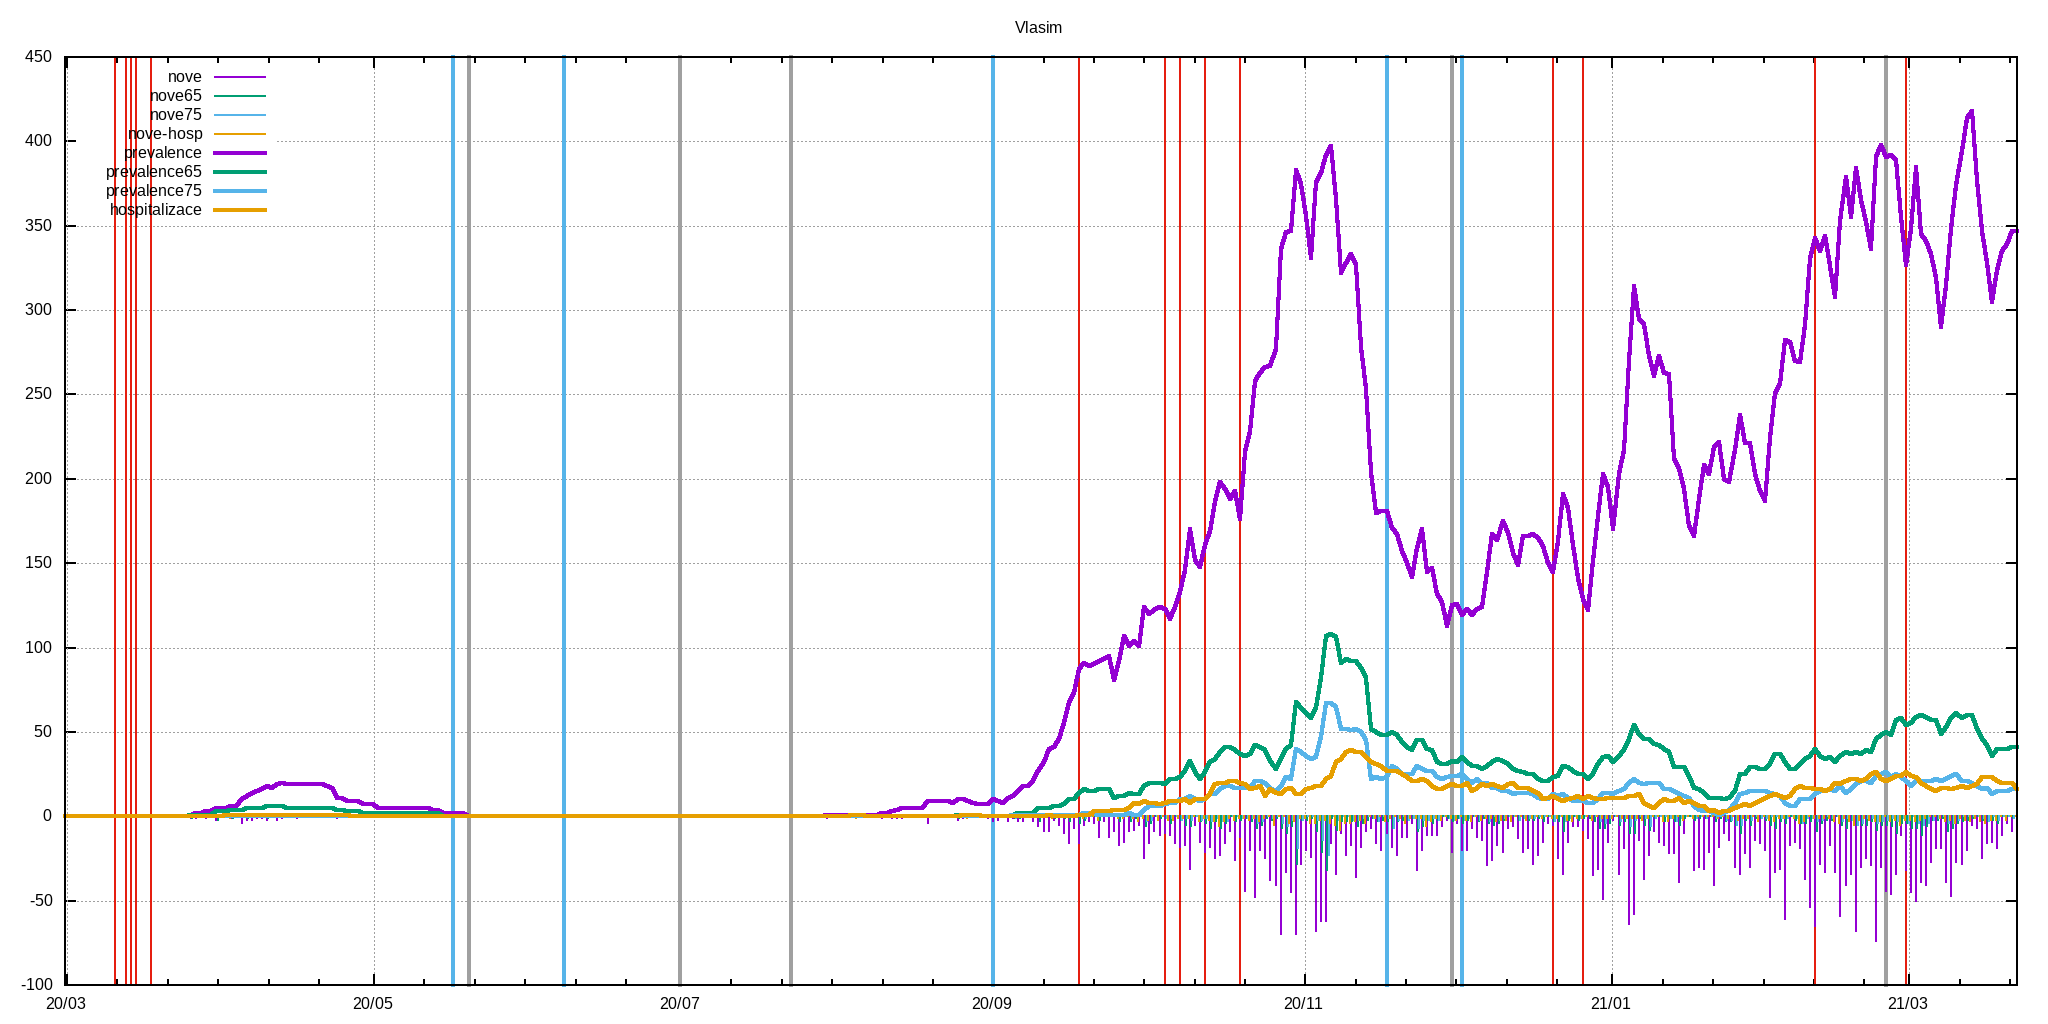 Vlasim
450
400
350
300
250
200
150
100
50
0
-50
-100
nove
nove65
nove75
nove-hosp
prevalence
prevalence65
prevalence75
hospitalizace
20/03 20/05 20/07 20/09 20/11 21/01 21/03